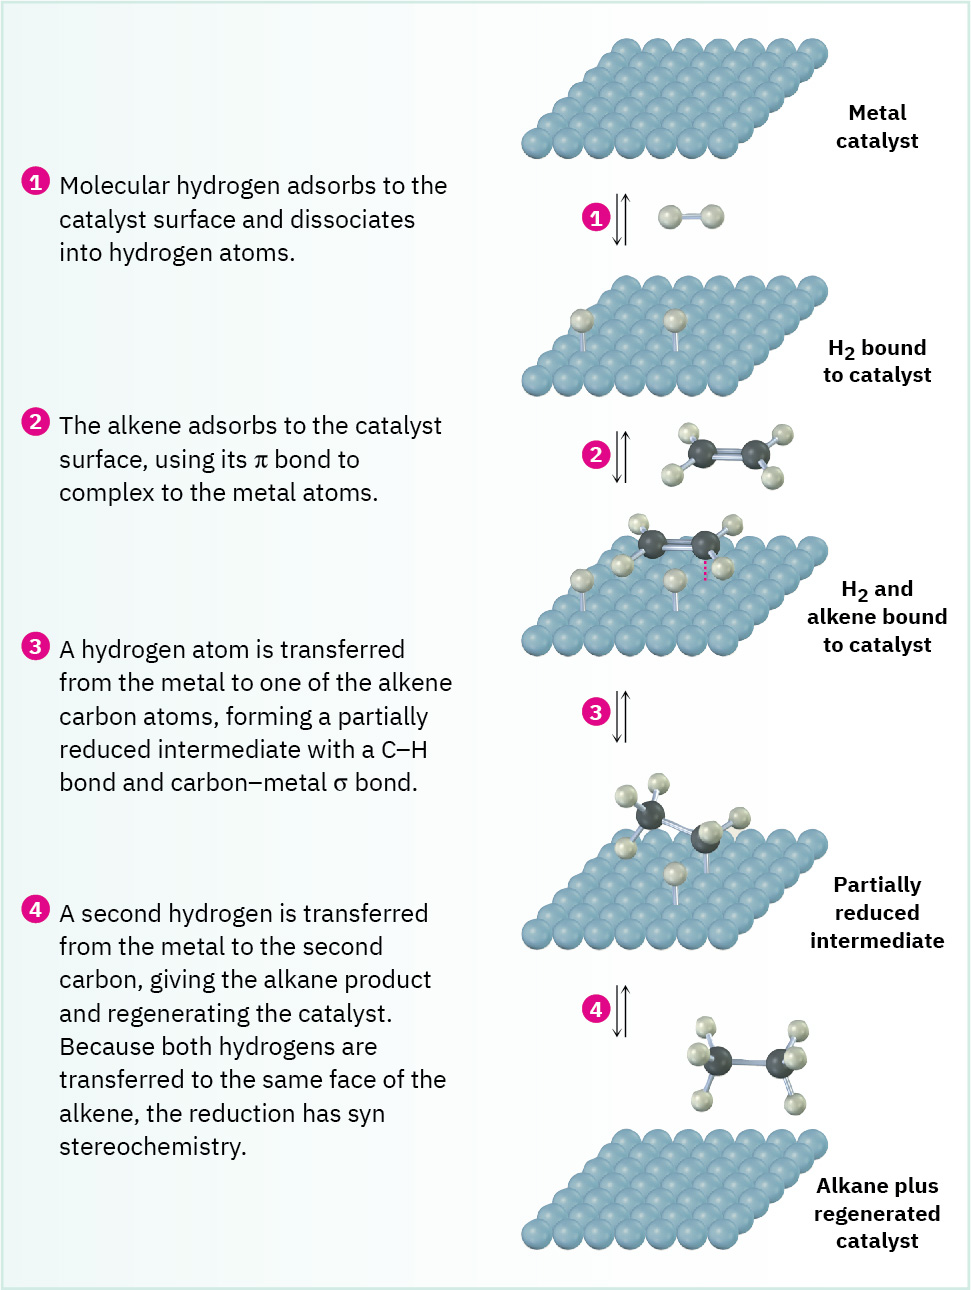 Metal
catalyst
1 Molecular hydrogen adsorbs to the
catalyst surface and dissociates
into hydrogen atoms.
1
H2 bound
to catalyst
2 The alkene adsorbs to the catalyst
surface, using its π bond to
complex to the metal atoms.
2
H2 and
alkene bound
to catalyst
3 A hydrogen atom is transferred
from the metal to one of the alkene
carbon atoms, forming a partially
reduced intermediate with a C–H
bond and carbon–metal σ bond.
3
Partially
reduced
intermediate
4 A second hydrogen is transferred
from the metal to the second
carbon, giving the alkane product
and regenerating the catalyst.
Because both hydrogens are
transferred to the same face of the
alkene, the reduction has syn
stereochemistry.
4
Alkane plus
regenerated
catalyst